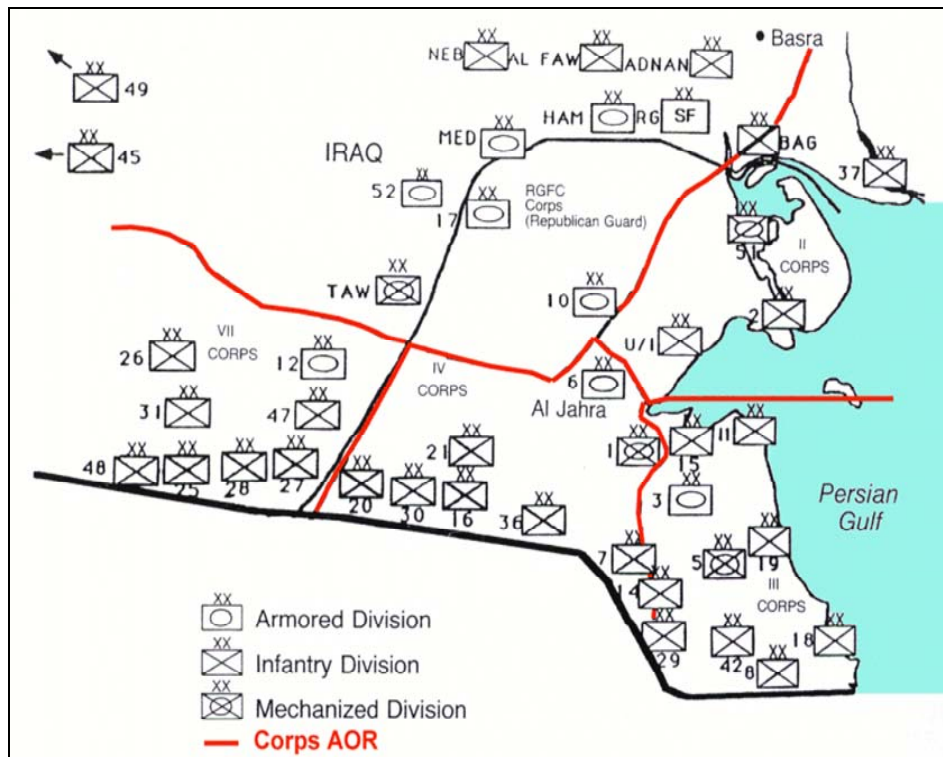 XX XX XX
NEB AL FAW ADNAN
Basra
XX
49
XX
45
IRAQ
XX XX XX
MED HAM RG SF
XX
BAG
XX
37
XX
52
XX
17
RGFC
Corps
(Republican Guard)
XX
51
II
CORPS
XX
TAW
XX
10
XX
2
XX
U/I
VII
CORPS
XX
26
XX
12
IV
CORPS
XX
6
Al Jahra
XX
31
XX
47
XX
21
XX
1
XX
15
XX
11
XX XX XX XX
48 25 28 27
XX XX XX XX
20 30 16 36
XX
3
Persian
Gulf
XX
7
XX
14
XX
5
XX
19
III
CORPS
XX
29
XX
42
XX
8
XX
18
XX
Armored Division
XX
Infantry Division
XX
Mechanized Division
Corps AOR